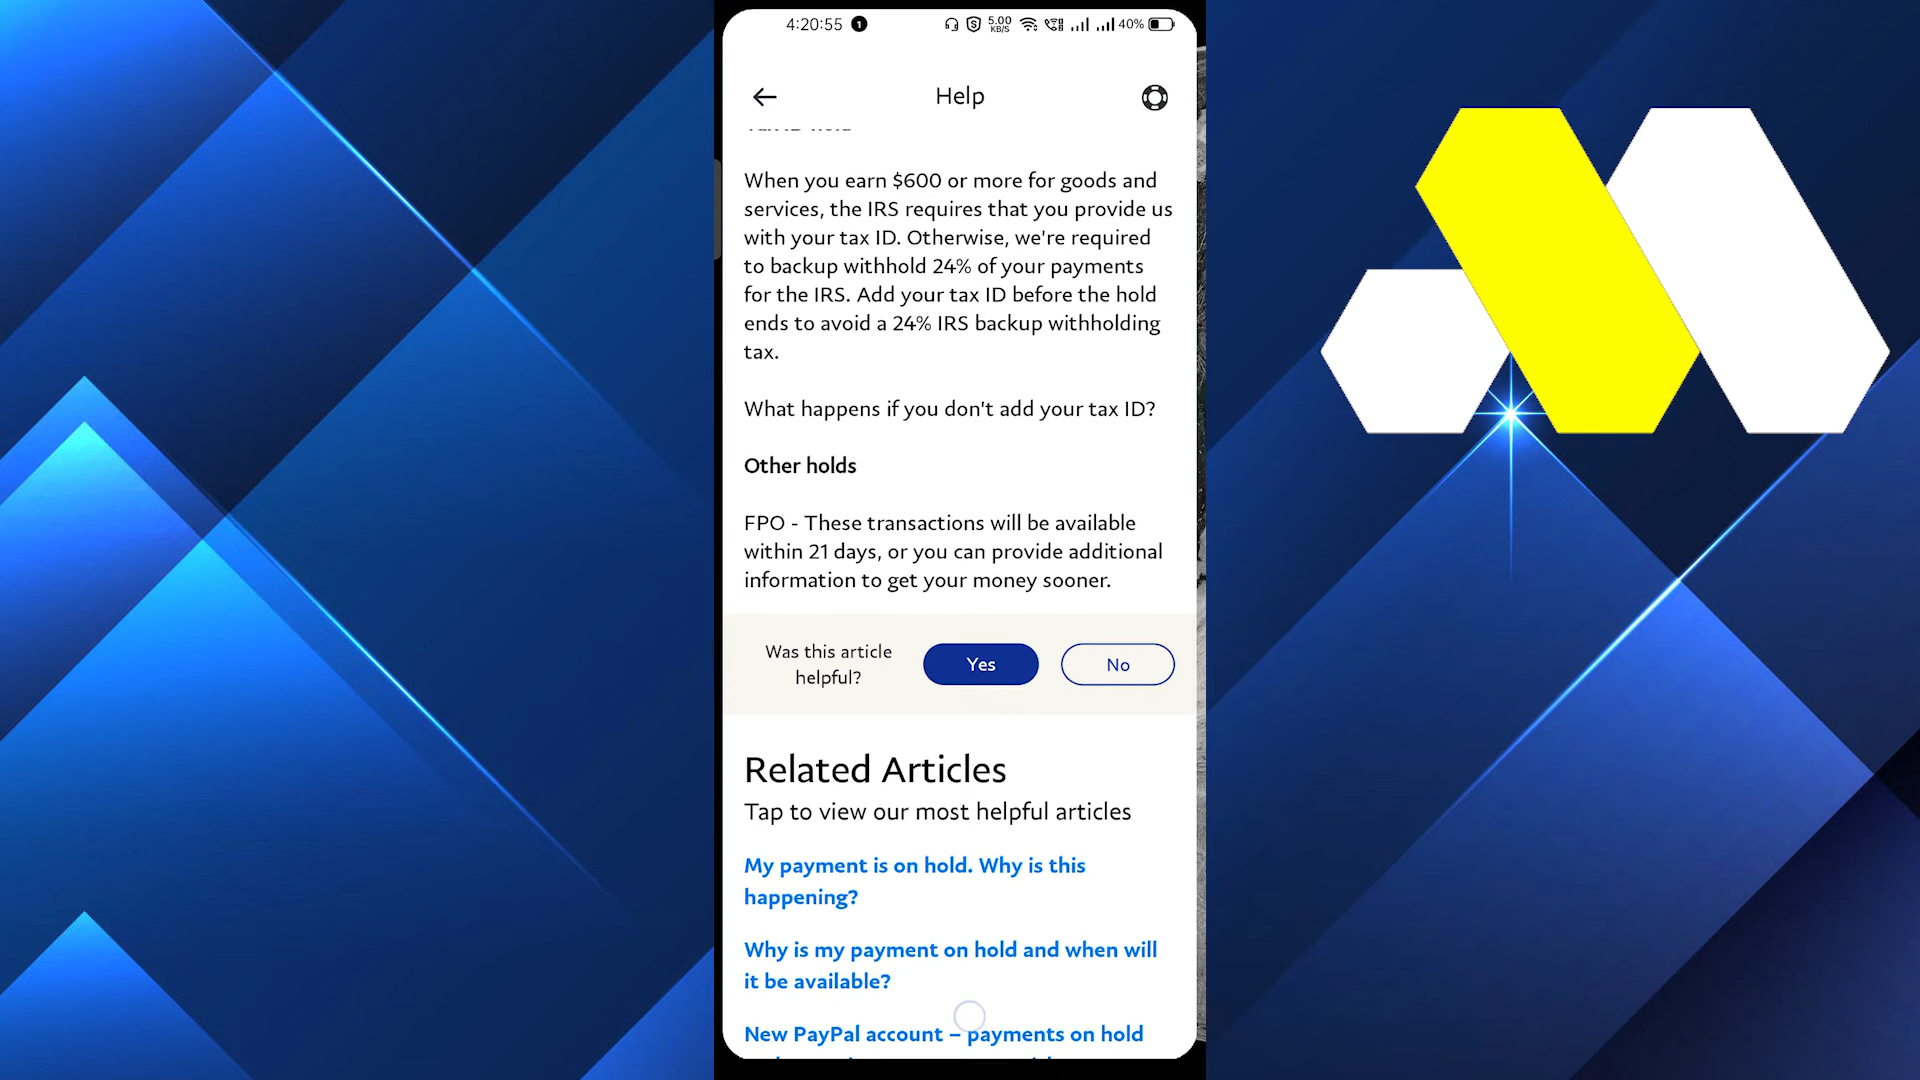 4:20:55 1 5.00 KB/S 40%
Help
When you earn $600 or more for goods and
services, the IRS requires that you provide us
with your tax ID. Otherwise, we're required
to backup withhold 24% of your payments
for the IRS. Add your tax ID before the hold
ends to avoid a 24% IRS backup withholding
tax.
What happens if you don't add your tax ID?
Other holds
FPO - These transactions will be available
within 21 days, or you can provide additional
information to get your money sooner.
Was this article
helpful?
Yes
No
Related Articles
Tap to view our most helpful articles
My payment is on hold. Why is this
happening?
Why is my payment on hold and when will
it be available?
New PayPal account – payments on hold